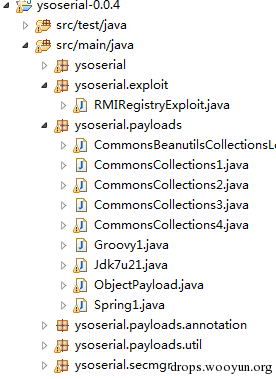 ysoserial-0.0.4
src/test/java
src/main/java
ysoserial
ysoserial.exploit
RMIRegistryExploit.java
ysoserial.payloads
CommonsBeanutilsCollectionsLo
CommonsCollections1.java
CommonsCollections2.java
CommonsCollections3.java
CommonsCollections4.java
Groovy1.java
Jdk7u21.java
ObjectPayload.java
Spring1.java
ysoserial.payloads.annotation
ysoserial.payloads.util
ysoserial.secmgr
drops.wooyun.org